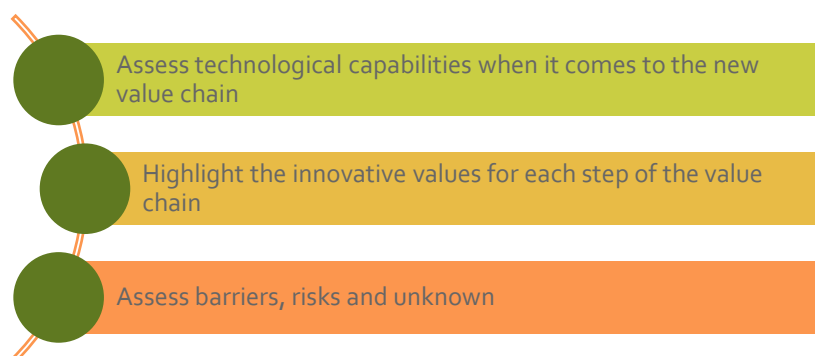 Assess technological capabilities when it comes to the new
value chain
Highlight the innovative values for each step of the value
chain
Assess barriers, risks and unknown